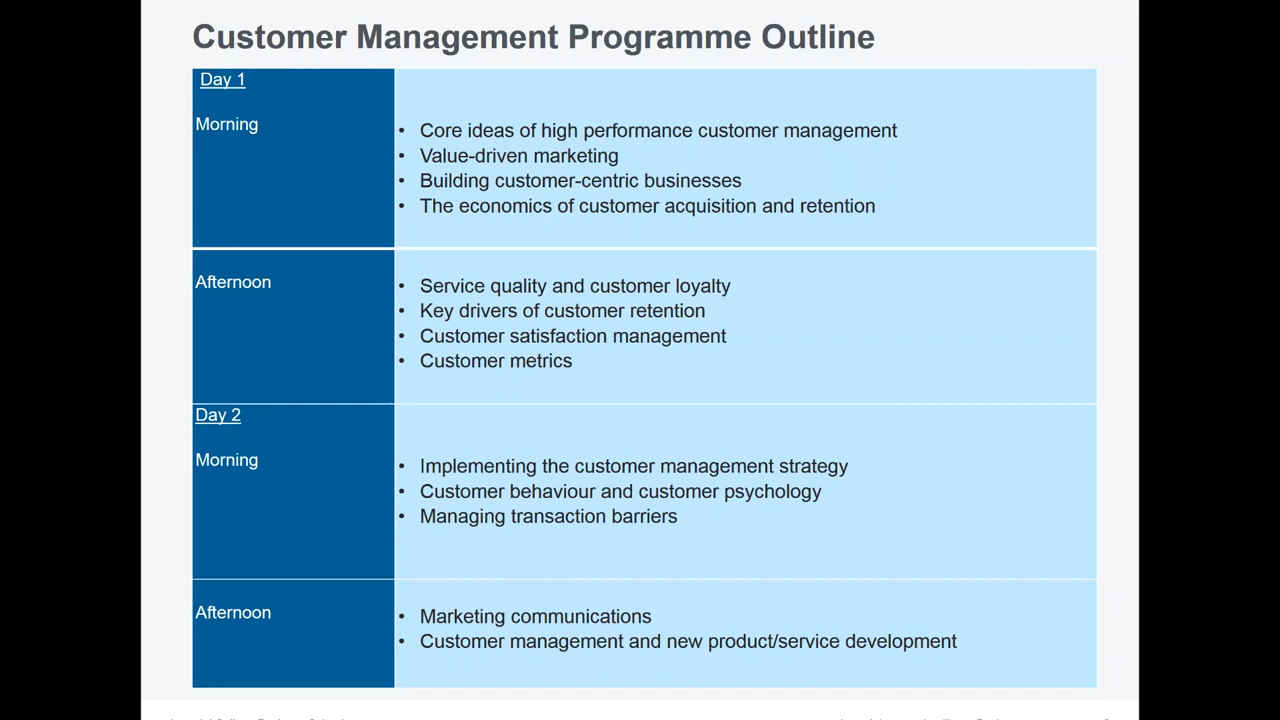 Customer Management Programme Outline
Day 1
Morning
• Core ideas of high performance customer management
• Value-driven marketing
• Building customer-centric businesses
• The economics of customer acquisition and retention
Afternoon
• Service quality and customer loyalty
• Key drivers of customer retention
• Customer satisfaction management
• Customer metrics
Day 2
Morning
• Implementing the customer management strategy
• Customer behaviour and customer psychology
• Managing transaction barriers
Afternoon
• Marketing communications
• Customer management and new product/service development